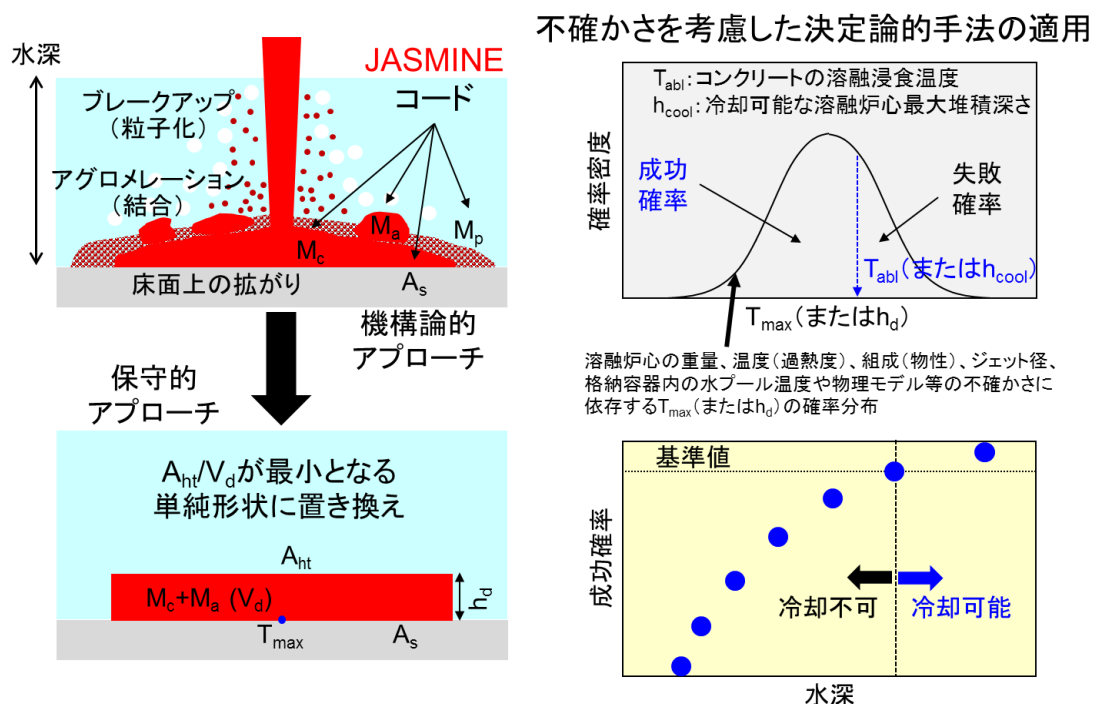 不確かさを考慮した決定論的手法の適用
水深
JASMINE
コード
ブレークアップ
(粒子化)
アグロメレーション
(結合)
Ma
Mp
Mc
床面上の拡がり
As
機構論的
アプローチ
保守的
アプローチ
Aht/Vdが最小となる
単純形状に置き換え
Aht
Mc+Ma (Vd)
hd
Tmax
As
Tabl:コンクリートの溶融浸食温度
hcool:冷却可能な溶融炉心最大堆積深さ
確率密度
成功
確率
失敗
確率
Tabl(またはhcool)
Tmax(またはhd)
溶融炉心の重量、温度(過熱度)、組成(物性)、ジェット径、
格納容器内の水プール温度や物理モデル等の不確かさに
依存するTmax(またはhd)の確率分布
基準値
成功確率
冷却不可
冷却可能
水深